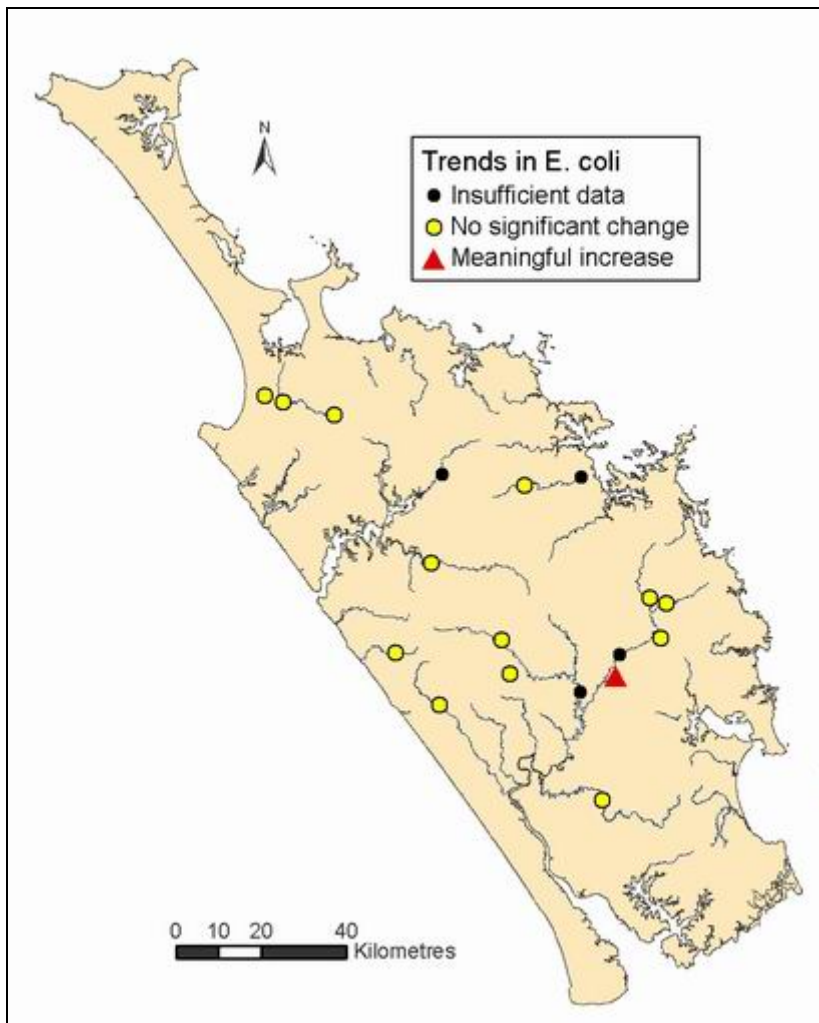 N
Trends in E. coli
Insufficient data
No significant change
Meaningful increase
0 10 20 40
Kilometres